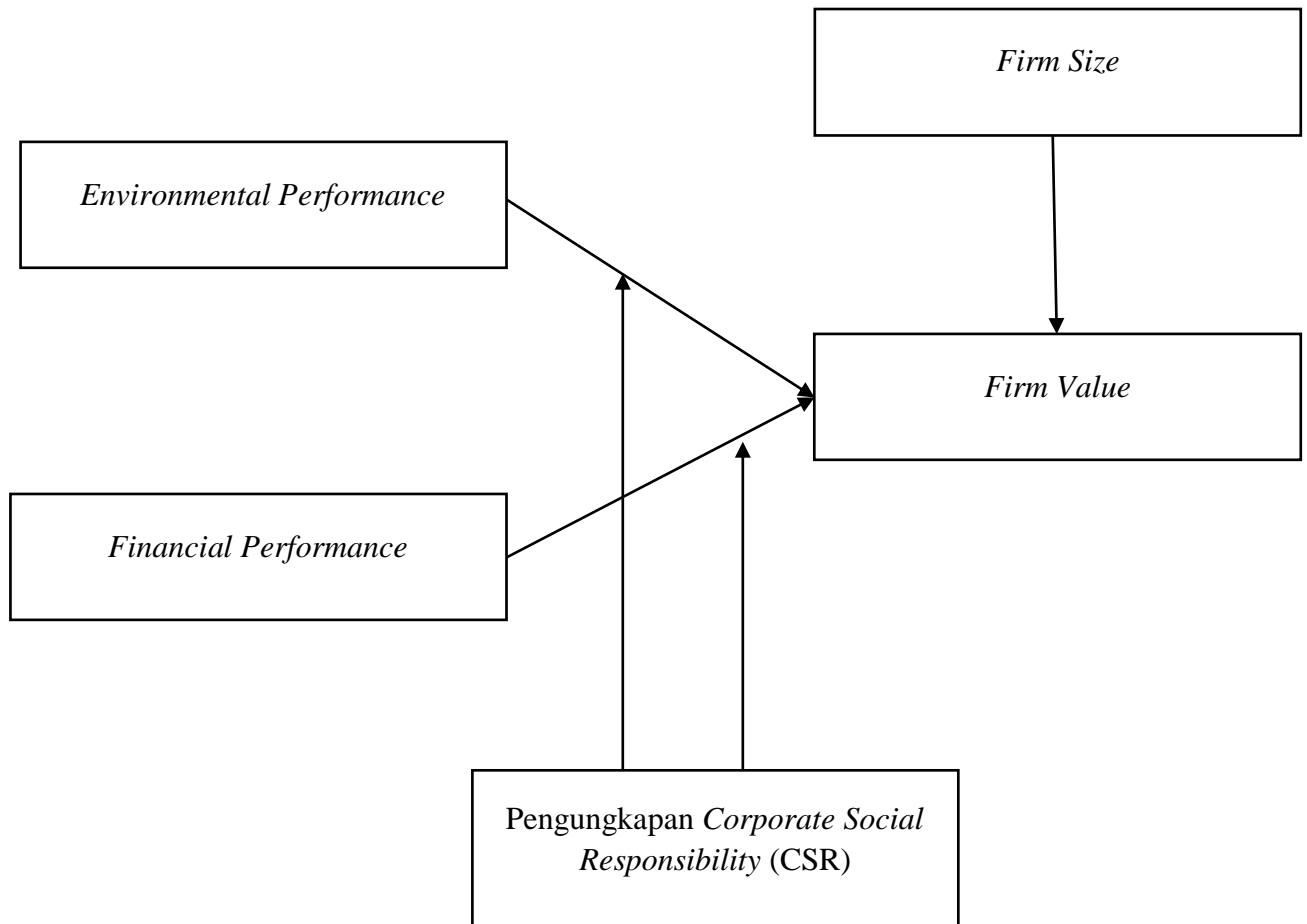 Firm Size
Environmental Performance
Firm Value
Financial Performance
Pengungkapan Corporate Social
Responsibility (CSR)